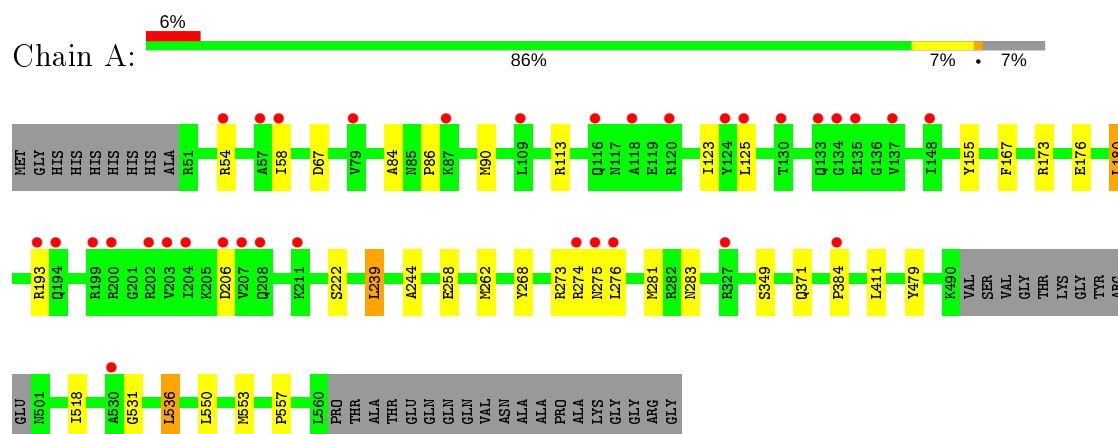 6%
Chain A:
86% 7% • 7%
MET GLY HIS HIS HIS HIS HIS HIS ALA R51 R54 A57 I58 D67 V79 A84 N85 P86 K87 M90 L109 R113 Q116 N117 A118 E119 R120 I123 Y124 L125 T130 Q133 G134 E135 G136 V137 I148 Y155 F167 R173 E176 L180
R193 Q194 R199 R200 G201 R202 V203 I204 K205 D206 V207 Q208 K211 S222 L239 A244 E258 M262 Y268 R273 R274 N275 L276 M281 R282 N283 R327 S349 Q371 P384 L411 Y479 K490 VAL SER VAL GLY THR LYS GLY TYR ARG
GLU N501 I518 A530 G531 L536 L550 M553 P557 L560 PRO THR ALA THR GLU GLN GLN GLN VAL ASN ALA ALA PRO ALA LYS GLY GLY ARG GLY